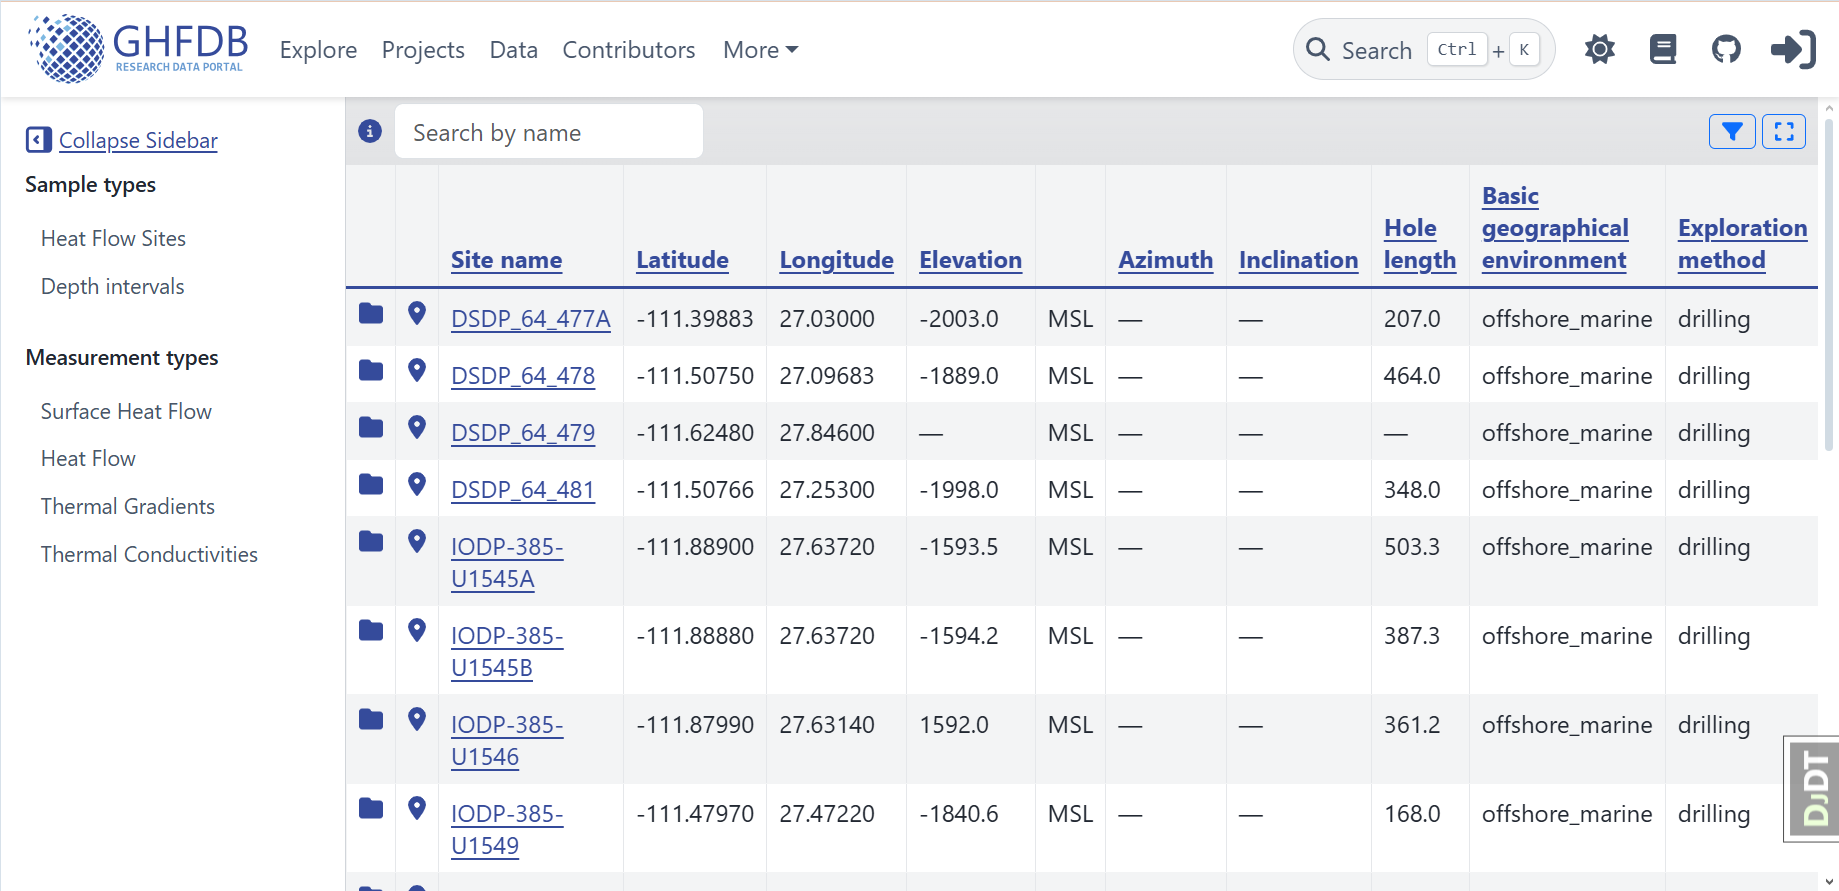 GHFDB
RESEARCH DATA PORTAL
Explore Projects Data Contributors More
Search Ctrl + K
Collapse Sidebar
Sample types
Heat Flow Sites
Depth intervals
Measurement types
Surface Heat Flow
Heat Flow
Thermal Gradients
Thermal Conductivities
Search by name
Site name Latitude Longitude Elevation Azimuth Inclination Hole length Basic geographical environment Exploration method
DSDP_64_477A -111.39883 27.03000 -2003.0 MSL — — 207.0 offshore_marine drilling
DSDP_64_478 -111.50750 27.09683 -1889.0 MSL — — 464.0 offshore_marine drilling
DSDP_64_479 -111.62480 27.84600 — MSL — — — offshore_marine drilling
DSDP_64_481 -111.50766 27.25300 -1998.0 MSL — — 348.0 offshore_marine drilling
IODP-385- -111.88900 27.63720 -1593.5 MSL — — 503.3 offshore_marine drilling
U1545A
IODP-385- -111.88880 27.63720 -1594.2 MSL — — 387.3 offshore_marine drilling
U1545B
IODP-385- -111.87990 27.63140 1592.0 MSL — — 361.2 offshore_marine drilling
U1546
IODP-385- -111.47970 27.47220 -1840.6 MSL — — 168.0 offshore_marine drilling
U1549
DJDT